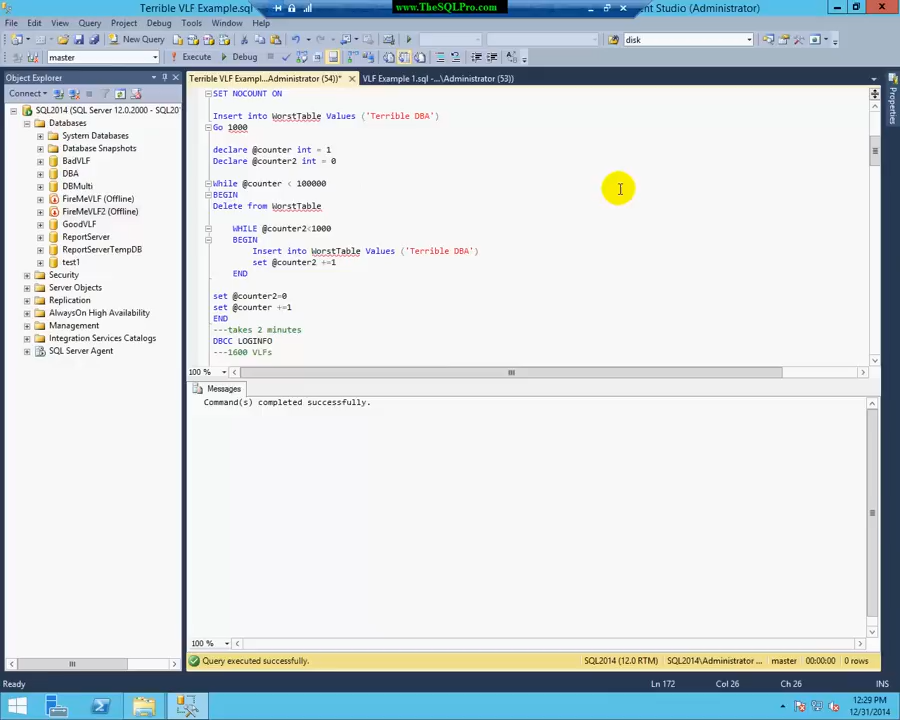 Terrible VLF Example.sql
www.TheSQLPro.com
ent Studio (Administrator)
File Edit View Query Project Debug Tools Window Help
New Query
disk
master
Execute
Debug
Object Explorer
Terrible VLF Exampl...Administrator (54))*
VLF Example 1.sql -...\Administrator (53))
Properties
Connect
SQL2014 (SQL Server 12.0.2000 - SQL201
Databases
System Databases
Database Snapshots
BadVLF
DBA
DBMulti
FireMeVLF (Offline)
FireMeVLF2 (Offline)
GoodVLF
ReportServer
ReportServerTempDB
test1
Security
Server Objects
Replication
AlwaysOn High Availability
Management
Integration Services Catalogs
SQL Server Agent
SET NOCOUNT ON
Insert into WorstTable Values ('Terrible DBA')
Go 1000
declare @counter int = 1
Declare @counter2 int = 0
While @counter < 100000
BEGIN
Delete from WorstTable
WHILE @counter2<1000
BEGIN
Insert into WorstTable Values ('Terrible DBA')
set @counter2 +=1
END
set @counter2=0
set @counter +=1
END
---takes 2 minutes
DBCC LOGINFO
---1600 VLFs
100 %
Messages
Command(s) completed successfully.
100 %
Query executed successfully.
SQL2014 (12.0 RTM)
SQL2014\Administrator ...
master
00:00:00
0 rows
Ready
Ln 172
Col 26
Ch 26
INS
12:29 PM
12/31/2014